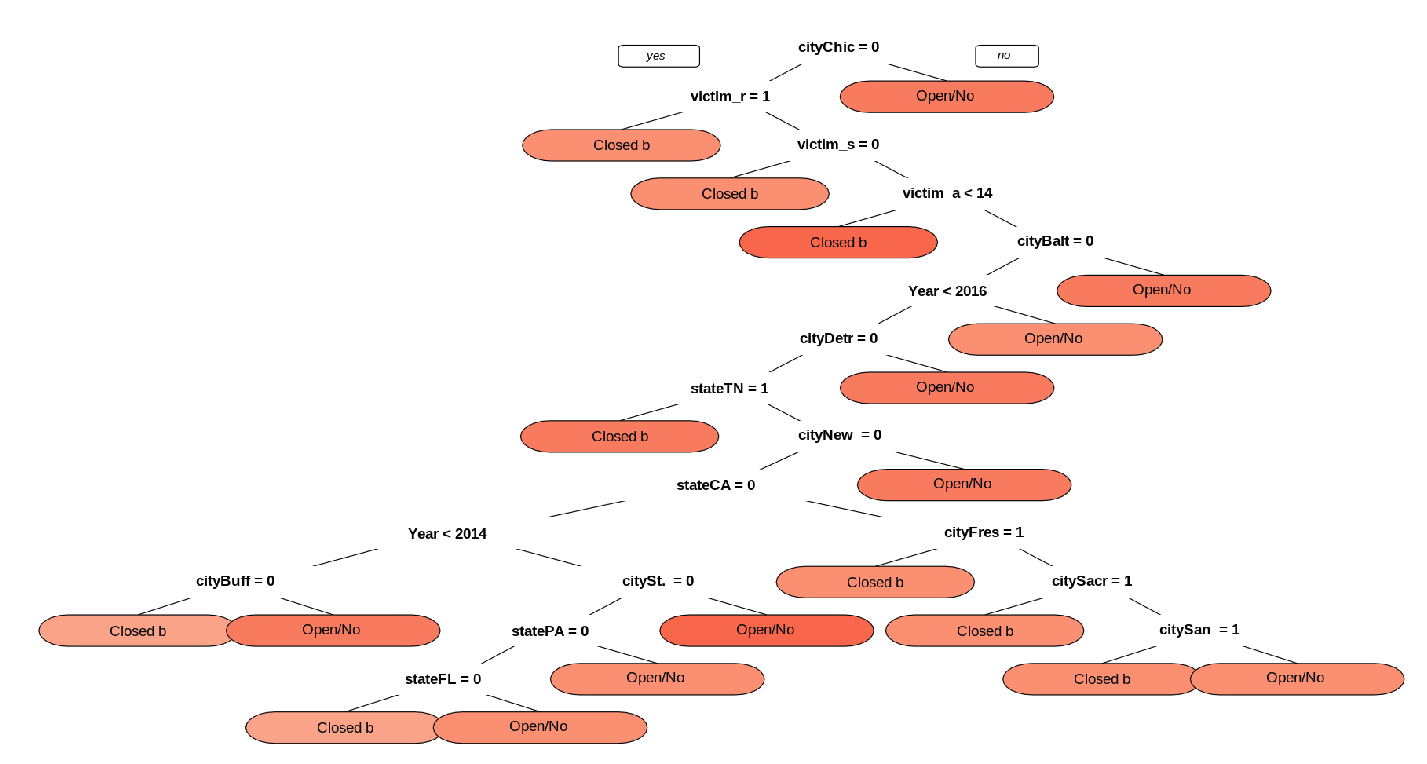 cityChic = 0
yes
no
victim_r = 1
Open/No
Closed b
victim_s = 0
Closed b
victim_a < 14
Closed b
cityBalt = 0
Year < 2016
Open/No
cityDetr = 0
Open/No
stateTN = 1
Open/No
Closed b
cityNew = 0
stateCA = 0
Open/No
Year < 2014
cityFres = 1
cityBuff = 0
citySt. = 0
Closed b
citySacr = 1
Closed b
Open/No
statePA = 0
Open/No
Closed b
citySan = 1
stateFL = 0
Open/No
Closed b
Open/No
Closed b
Open/No